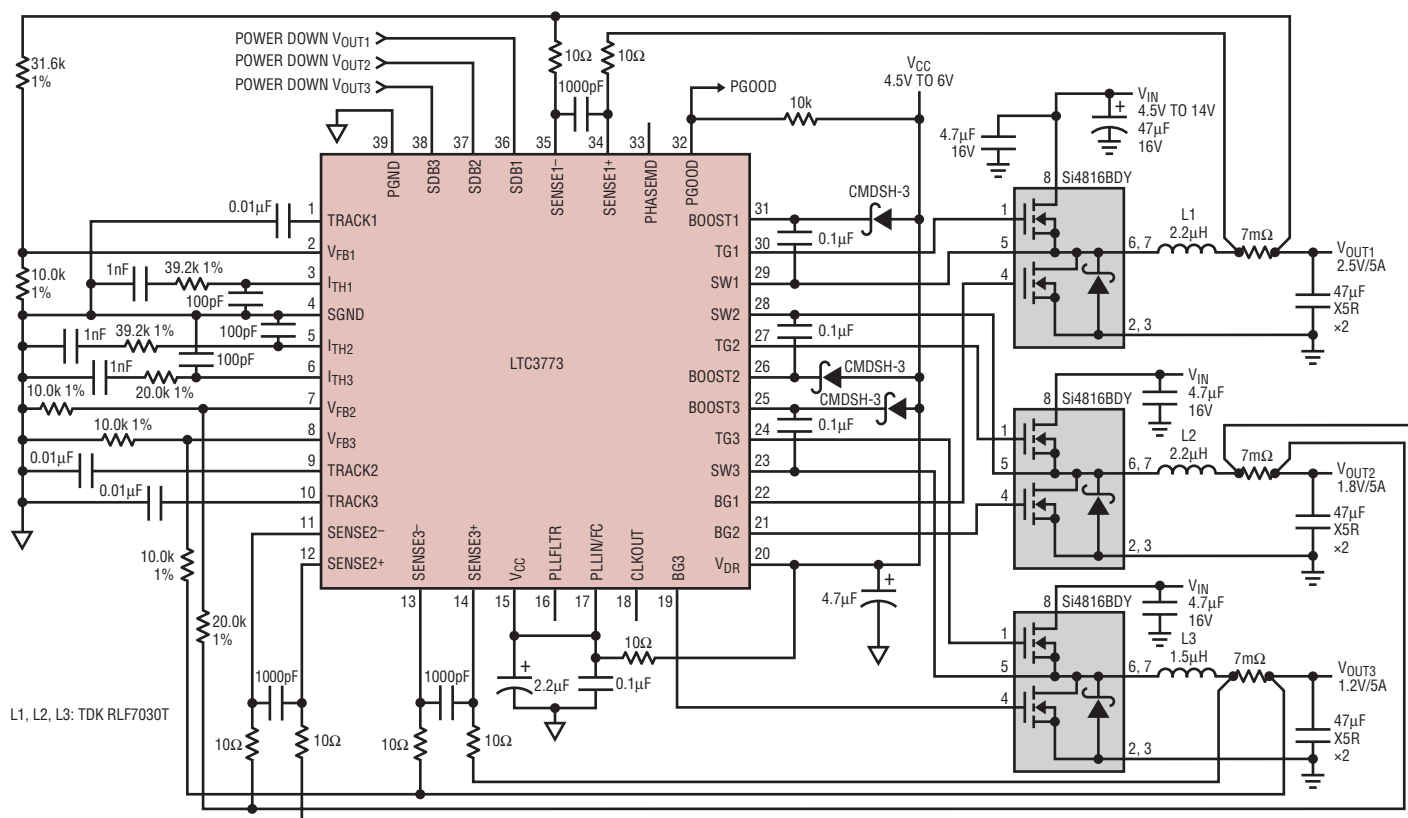 POWER DOWN VOUT1
POWER DOWN VOUT2
POWER DOWN VOUT3
31.6k
1%
10Ω
10Ω
1000pF
PGOOD
10k
VCC
4.5V TO 6V
VIN
4.5V TO 14V
47µF
16V
4.7µF
16V
39
38
37
36
35
34
33
32
PGND
SDB3
SDB2
SDB1
SENSE1–
SENSE1+
PHASEMD
PGOOD
LTC3773
0.01µF
1
TRACK1
2
VFB1
10.0k
1%
1nF
39.2k 1%
3
ITH1
100pF
4
SGND
1nF
39.2k 1%
100pF
5
ITH2
1nF
20.0k 1%
100pF
6
ITH3
10.0k 1%
7
VFB2
10.0k 1%
8
VFB3
0.01µF
9
TRACK2
0.01µF
10
TRACK3
11
SENSE2–
12
SENSE2+
31
BOOST1
30
TG1
29
SW1
28
SW2
27
TG2
26
BOOST2
25
BOOST3
24
TG3
23
SW3
22
BG1
21
BG2
20
VDR
CMDSH-3
0.1µF
0.1µF
CMDSH-3
CMDSH-3
0.1µF
SENSE3–
SENSE3+
VCC
PLLFLTR
PLLIN/FC
CLKOUT
BG3
13
14
15
16
17
18
19
10.0k
1%
20.0k
1%
1000pF
10Ω
10Ω
1000pF
10Ω
10Ω
2.2µF
0.1µF
10Ω
4.7µF
8
Si4816BDY
1
5
4
6, 7
2, 3
L1
2.2µH
7mΩ
VOUT1
2.5V/5A
47µF
X5R
×2
8
Si4816BDY
VIN
4.7µF
16V
1
5
4
6, 7
2, 3
L2
2.2µH
7mΩ
VOUT2
1.8V/5A
47µF
X5R
×2
8
Si4816BDY
VIN
4.7µF
16V
1
5
4
6, 7
2, 3
L3
1.5µH
7mΩ
VOUT3
1.2V/5A
47µF
X5R
×2
L1, L2, L3: TDK RLF7030T